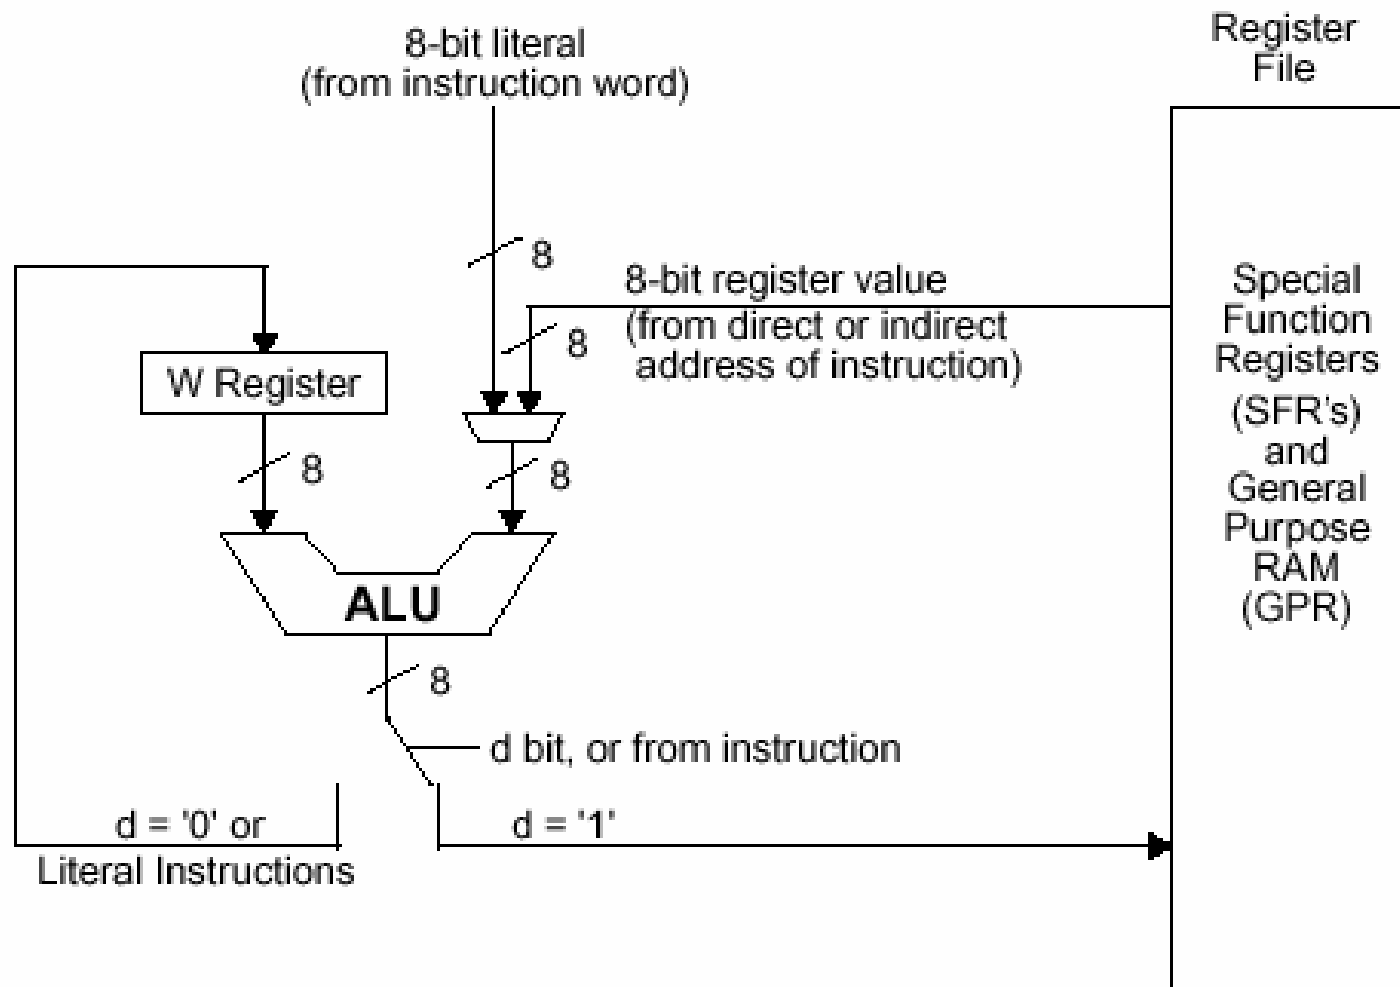 8-bit literal
(from instruction word)
Register
File
8
8-bit register value
(from direct or indirect
address of instruction)
8
W Register
8
8
ALU
8
d bit, or from instruction
d = '0' or
Literal Instructions
d = '1'
Special
Function
Registers
(SFR's)
and
General
Purpose
RAM
(GPR)